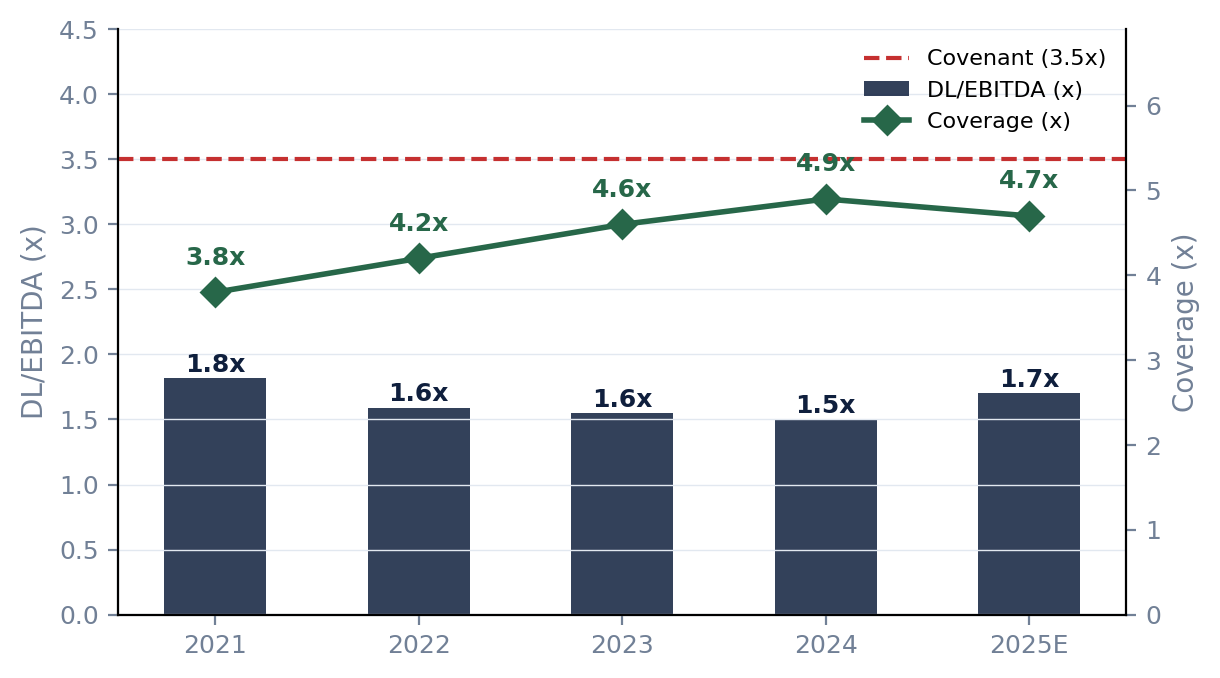 4.5
4.0
3.5
3.0
2.5
2.0
1.5
1.0
0.5
0.0
DL/EBITDA (x)
Covenant (3.5x)
DL/EBITDA (x)
Coverage (x)
3.8x
4.2x
4.6x
4.9x
4.7x
1.8x
1.6x
1.6x
1.5x
1.7x
6
5
4
3
2
1
0
Coverage (x)
2021
2022
2023
2024
2025E